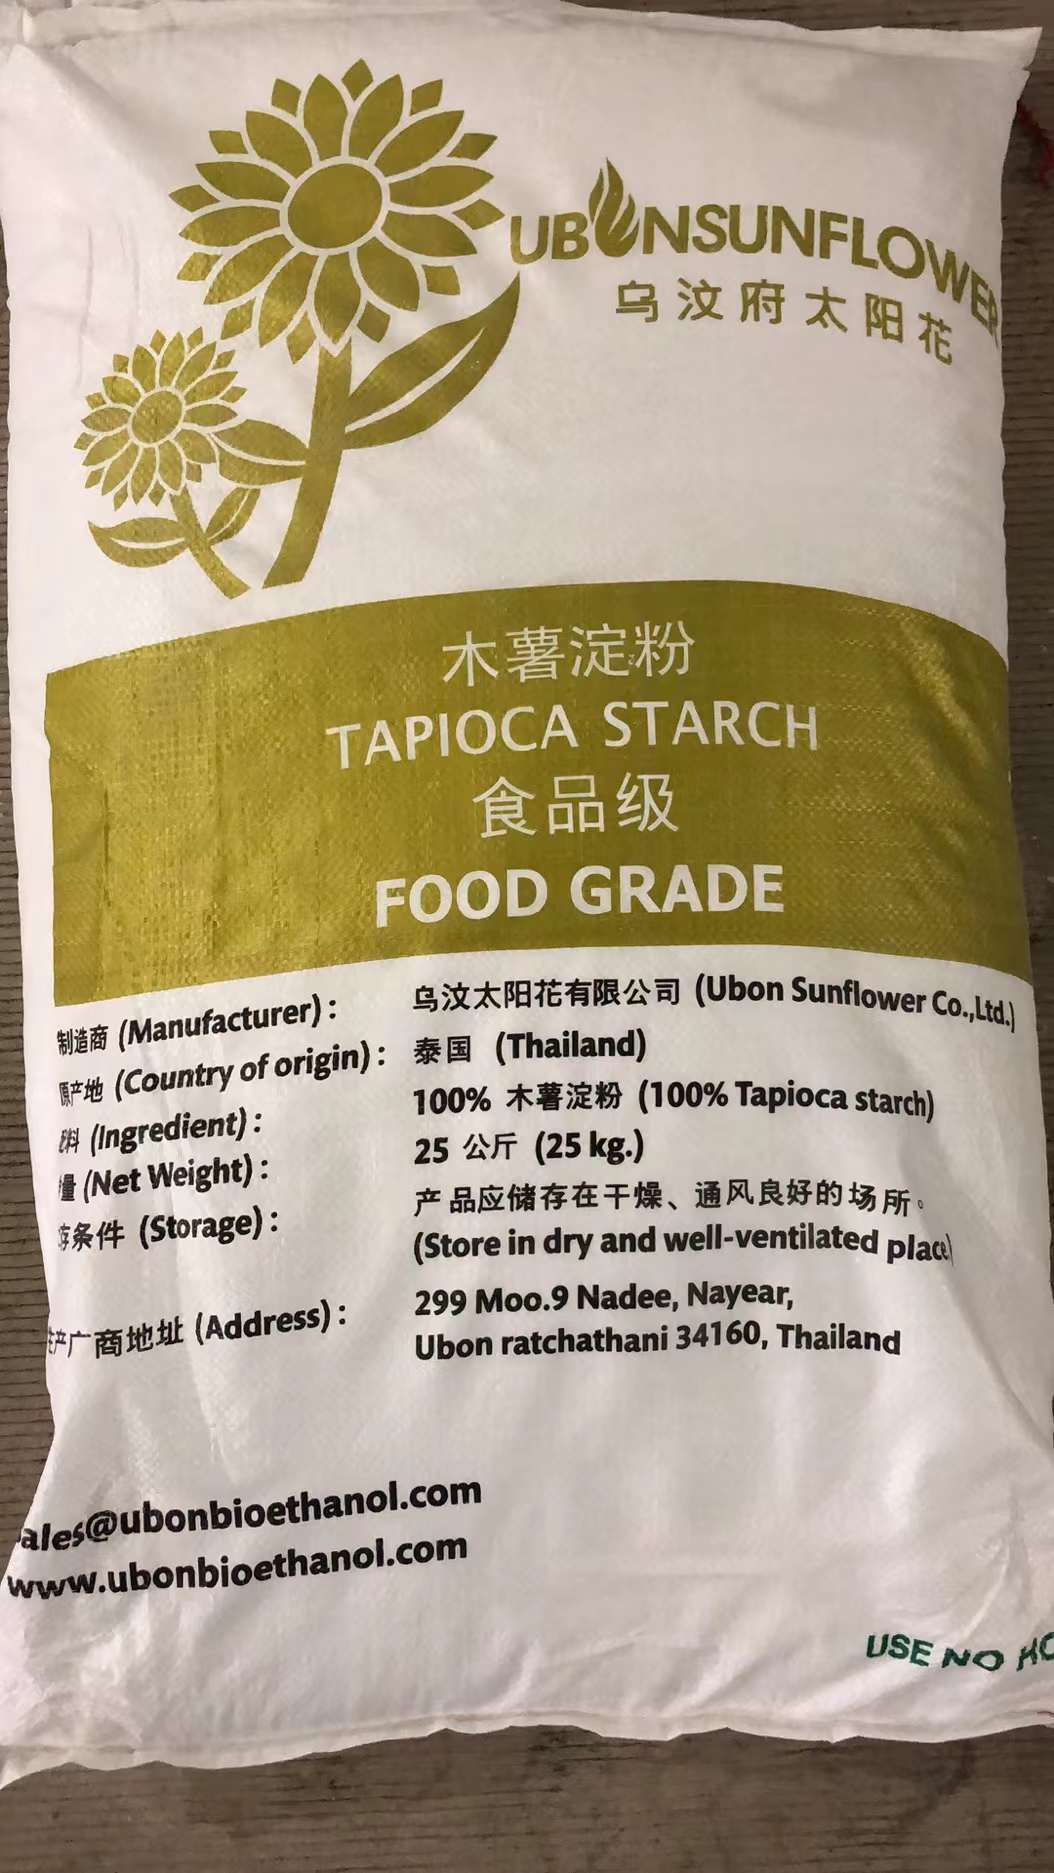 UBONSUNFLOWER
乌汶府太阳花
木薯淀粉
TAPIOCA STARCH
食品级
FOOD GRADE
制造商 (Manufacturer) : 乌汶太阳花有限公司 (Ubon Sunflower Co.,Ltd.)
原产地 (Country of origin) : 泰国 (Thailand)
料 (Ingredient) : 100% 木薯淀粉 (100% Tapioca starch)
量 (Net Weight) : 25 公斤 (25 kg.)
存条件 (Storage) : 产品应储存在干燥、通风良好的场所。
(Store in dry and well-ventilated place)
生产广商地址 (Address) : 299 Moo.9 Nadee, Nayear,
Ubon ratchathani 34160, Thailand
ales@ubonbioethanol.com
www.ubonbioethanol.com
USE NO HO